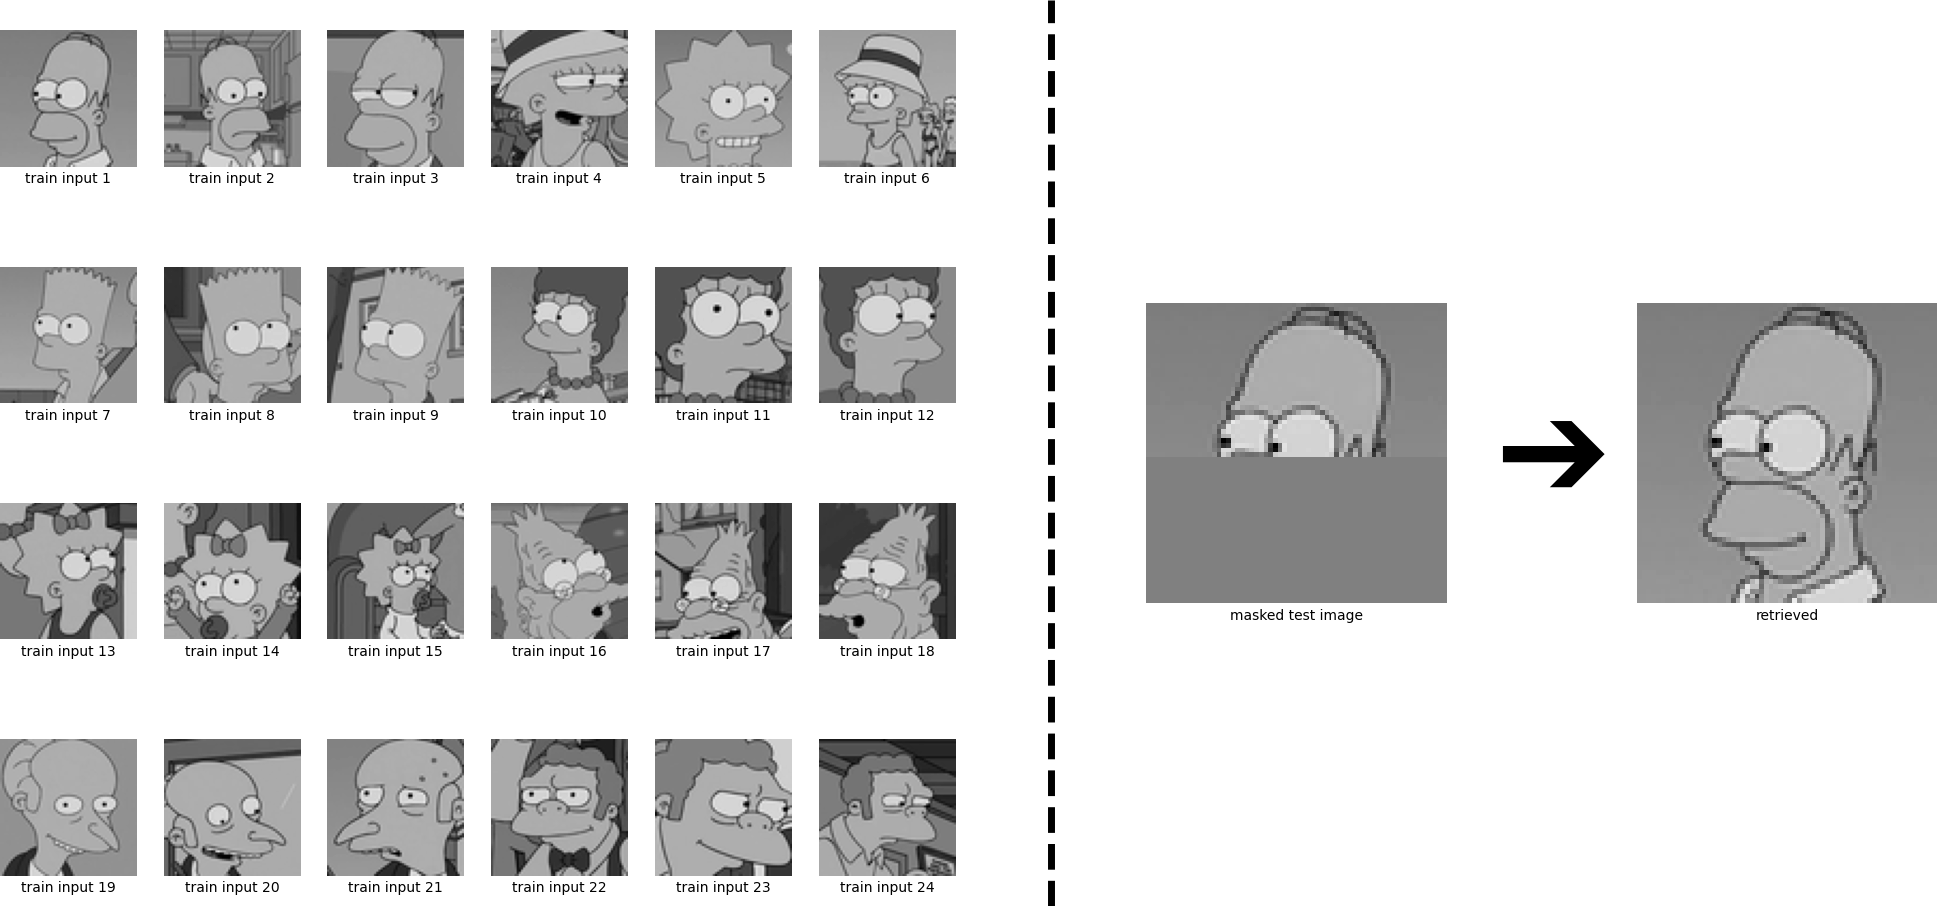 train input 1
train input 2
train input 3
train input 4
train input 5
train input 6
train input 7
train input 8
train input 9
train input 10
train input 11
train input 12
train input 13
train input 14
train input 15
train input 16
train input 17
train input 18
train input 19
train input 20
train input 21
train input 22
train input 23
train input 24
masked test image
retrieved